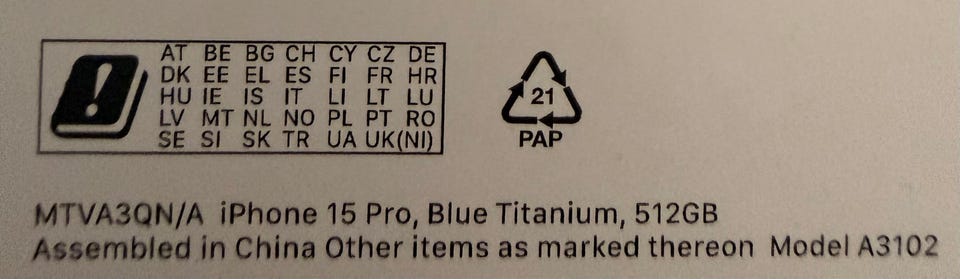 AT BE BG CH CY CZ DE
DK EE EL ES FI FR HR
HU IE IS IT LI LT LU
LV MT NL NO PL PT RO
SE SI SK TR UA UK(NI)
21
PAP
MTVA3QN/A iPhone 15 Pro, Blue Titanium, 512GB
Assembled in China Other items as marked thereon Model A3102